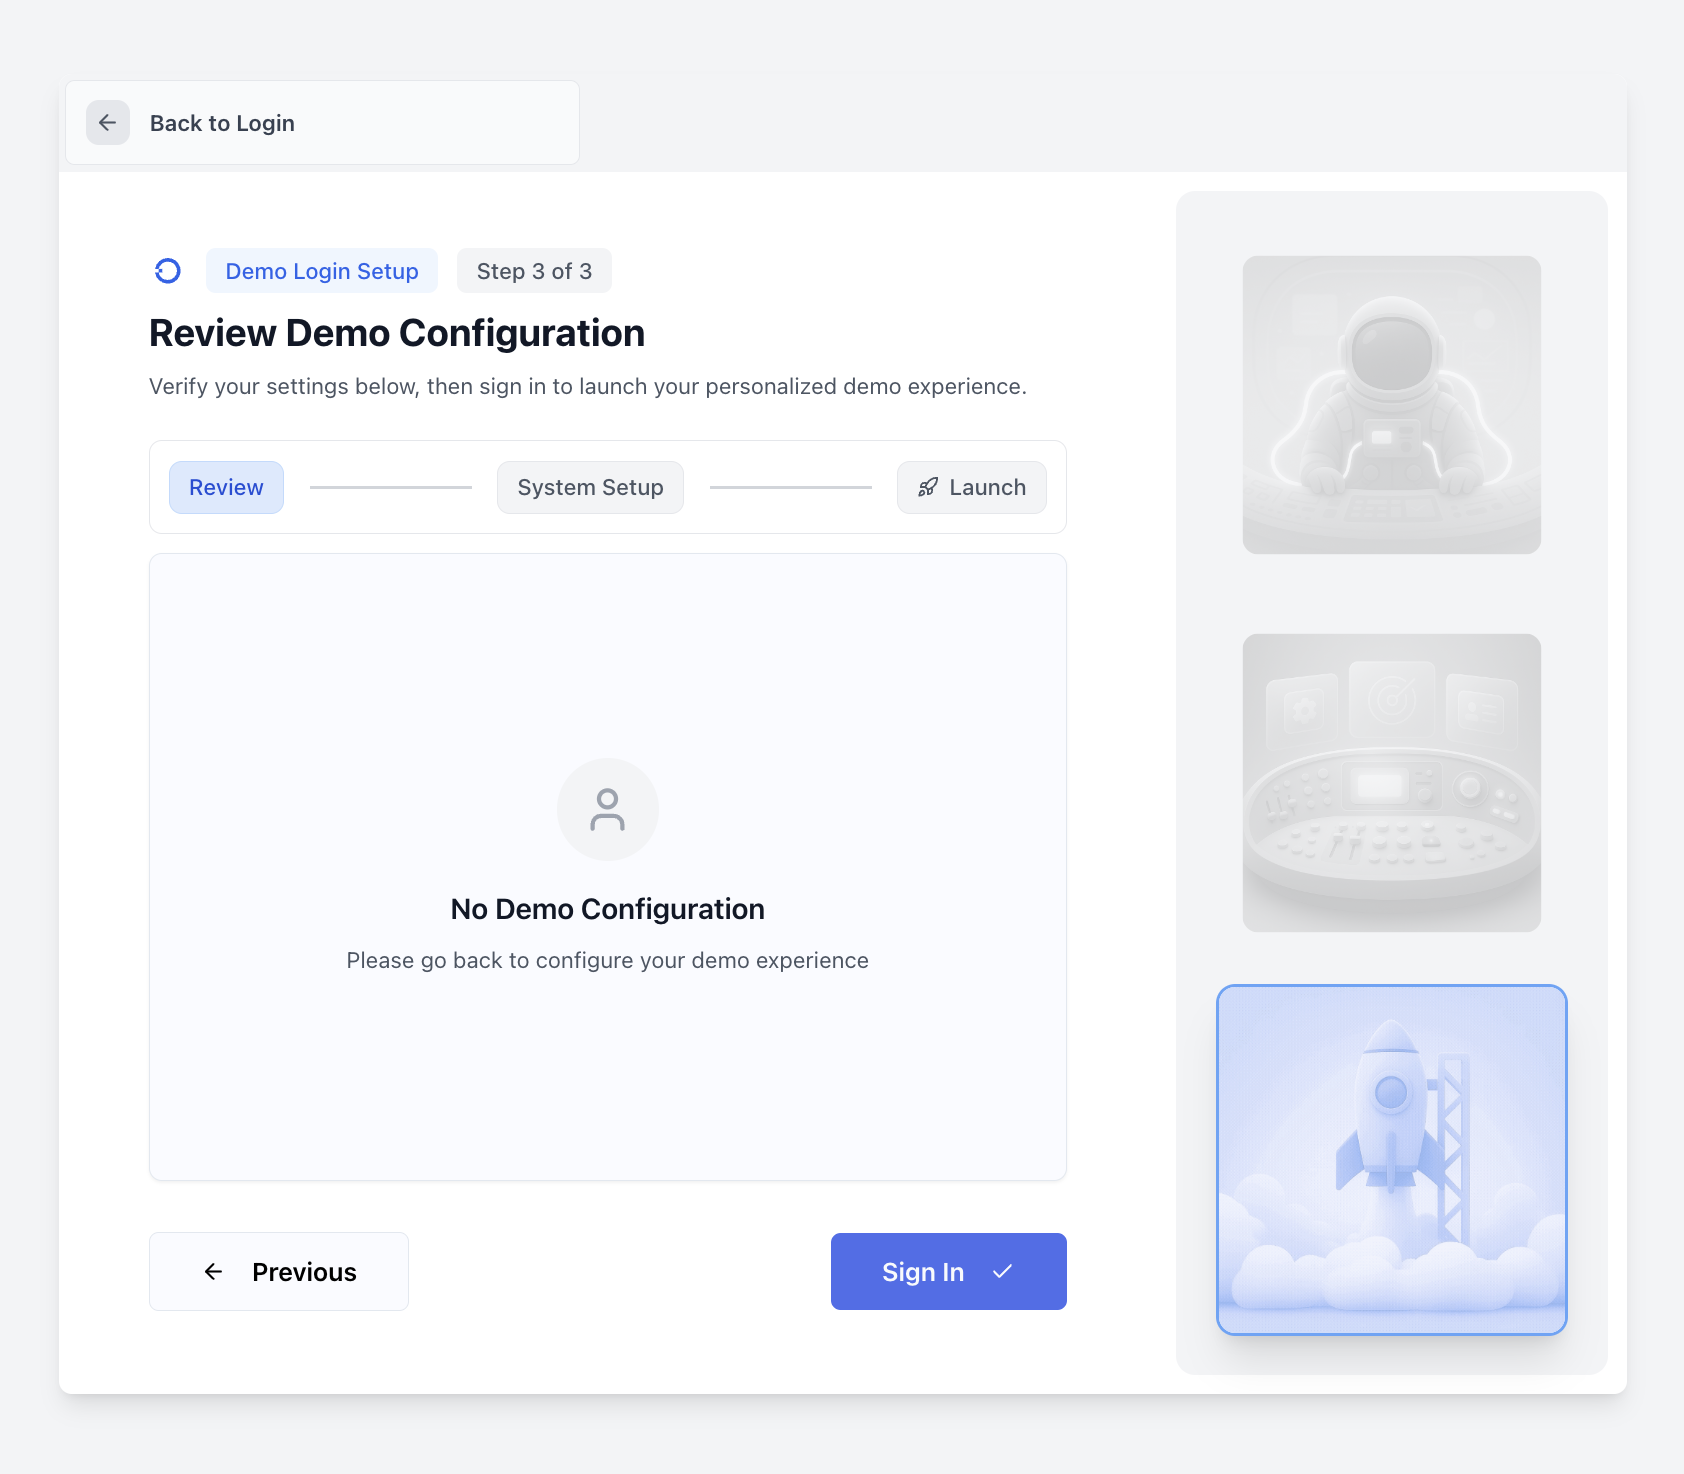 Back to Login
Demo Login Setup
Step 3 of 3
Review Demo Configuration
Verify your settings below, then sign in to launch your personalized demo experience.
Review
System Setup
Launch
No Demo Configuration
Please go back to configure your demo experience
Previous
Sign In